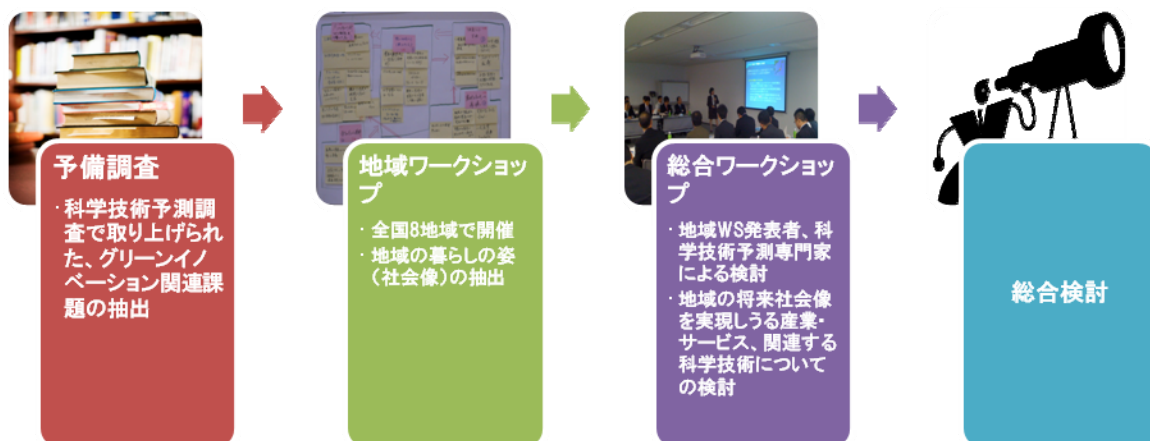 予備調査
・科学技術予測調
査で取り上げられ
た、グリーンイノ
ベーション関連課
題の抽出
地域ワークショッ
プ
・全国8地域で開催
・地域の暮らしの姿
（社会像）の抽出
総合ワークショッ
プ
・地域WS発表者、科
学技術予測専門家
による検討
・地域の将来社会像
を実現しうる産業・
サービス、関連する
科学技術について
の検討
総合検討